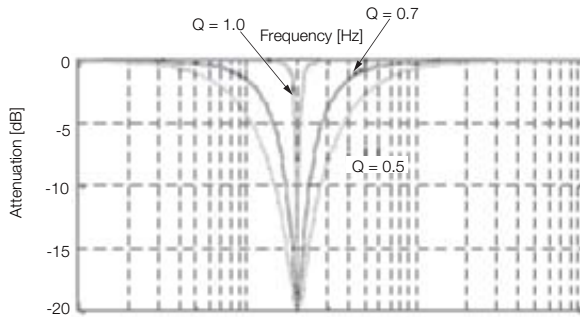 Q = 1.0
Q = 0.7
Frequency [Hz]
0
-5
-10
-15
-20
Attenuation [dB]
Q = 0.5